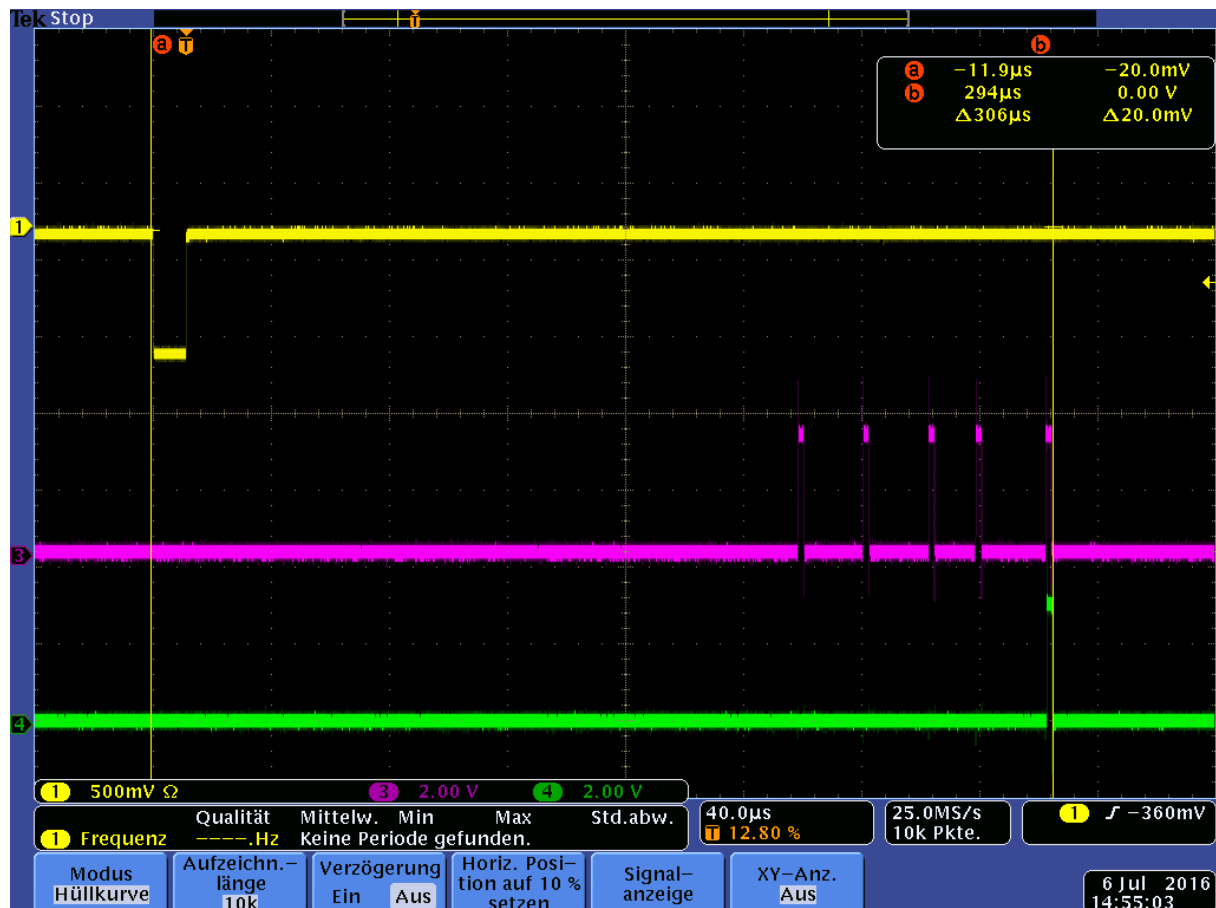 Tek Stop
a T b
a −11.9µs −20.0mV
b 294µs 0.00 V
Δ306µs Δ20.0mV
1
3
4
1 500mV Ω 3 2.00 V 4 2.00 V
Qualität Mittelw. Min Max Std.abw.
1 Frequenz ----.Hz Keine Periode gefunden.
40.0µs
T 12.80 %
25.0MS/s
10k Pkte.
1 ʃ −360mV
Modus
Hüllkurve
Aufzeichn.−
länge
10k
Verzögerung
Ein Aus
Horiz. Posi−
tion auf 10 %
setzen
Signal−
anzeige
XY−Anz.
Aus
6 Jul 2016
14:55:03